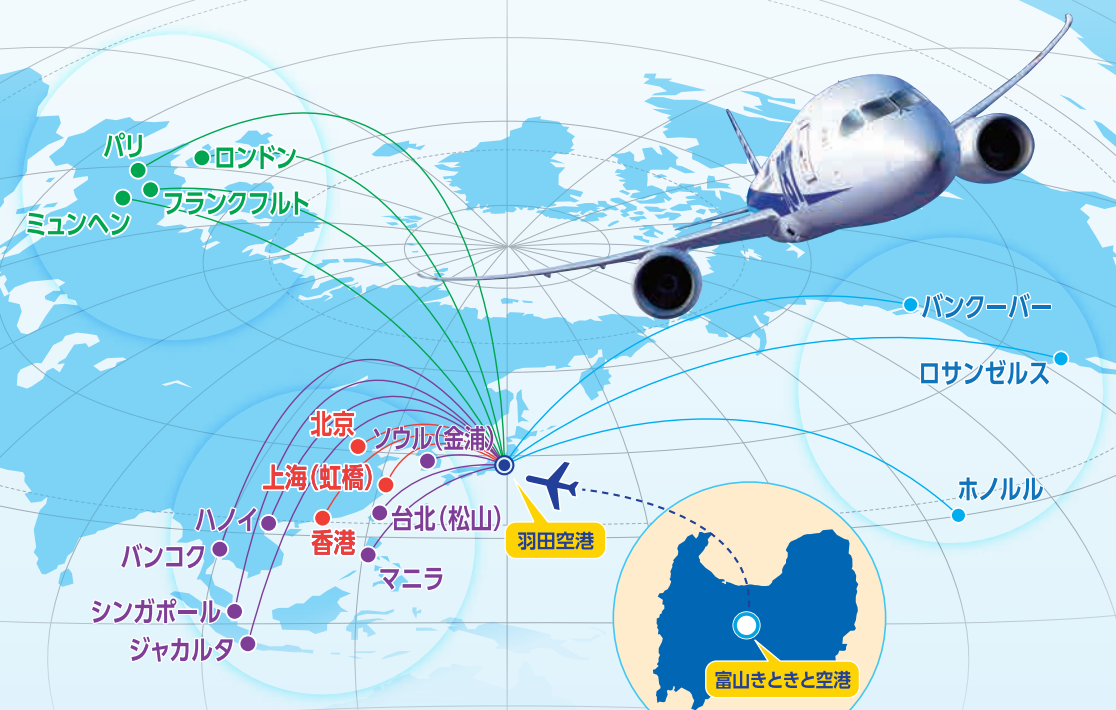 パリ
ロンドン
フランクフルト
ミュンヘン
バンクーバー
ロサンゼルス
北京
ソウル(金浦)
上海(虹橋)
ホノルル
ハノイ
台北(松山)
香港
羽田空港
バンコク
マニラ
シンガポール
ジャカルタ
富山きときと空港